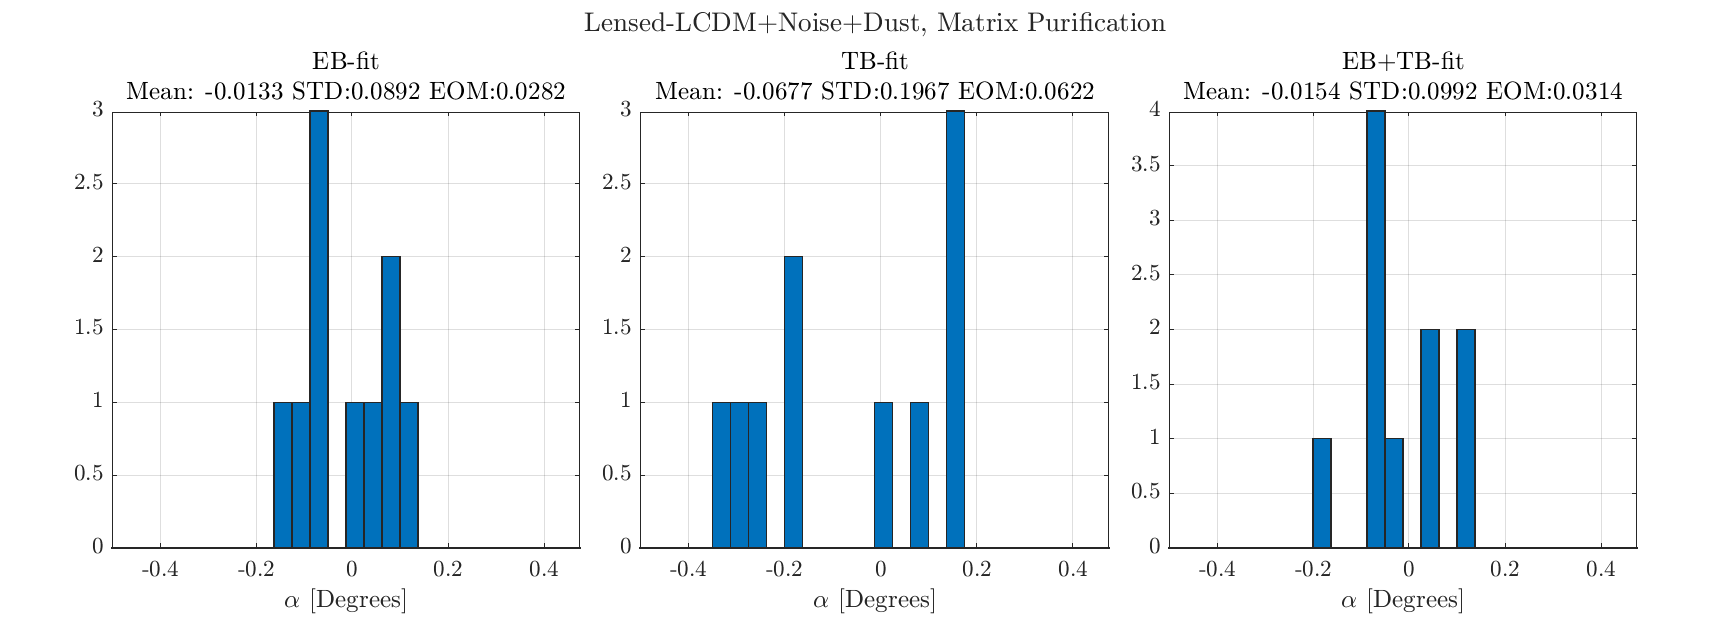 Lensed-LCDM+Noise+Dust, Matrix Purification
EB-fit
Mean: -0.0133 STD:0.0892 EOM:0.0282
3
2.5
2
1.5
1
0.5
0
-0.4 -0.2 0 0.2 0.4
α [Degrees]
TB-fit
Mean: -0.0677 STD:0.1967 EOM:0.0622
3
2.5
2
1.5
1
0.5
0
-0.4 -0.2 0 0.2 0.4
α [Degrees]
EB+TB-fit
Mean: -0.0154 STD:0.0992 EOM:0.0314
4
3.5
3
2.5
2
1.5
1
0.5
0
-0.4 -0.2 0 0.2 0.4
α [Degrees]